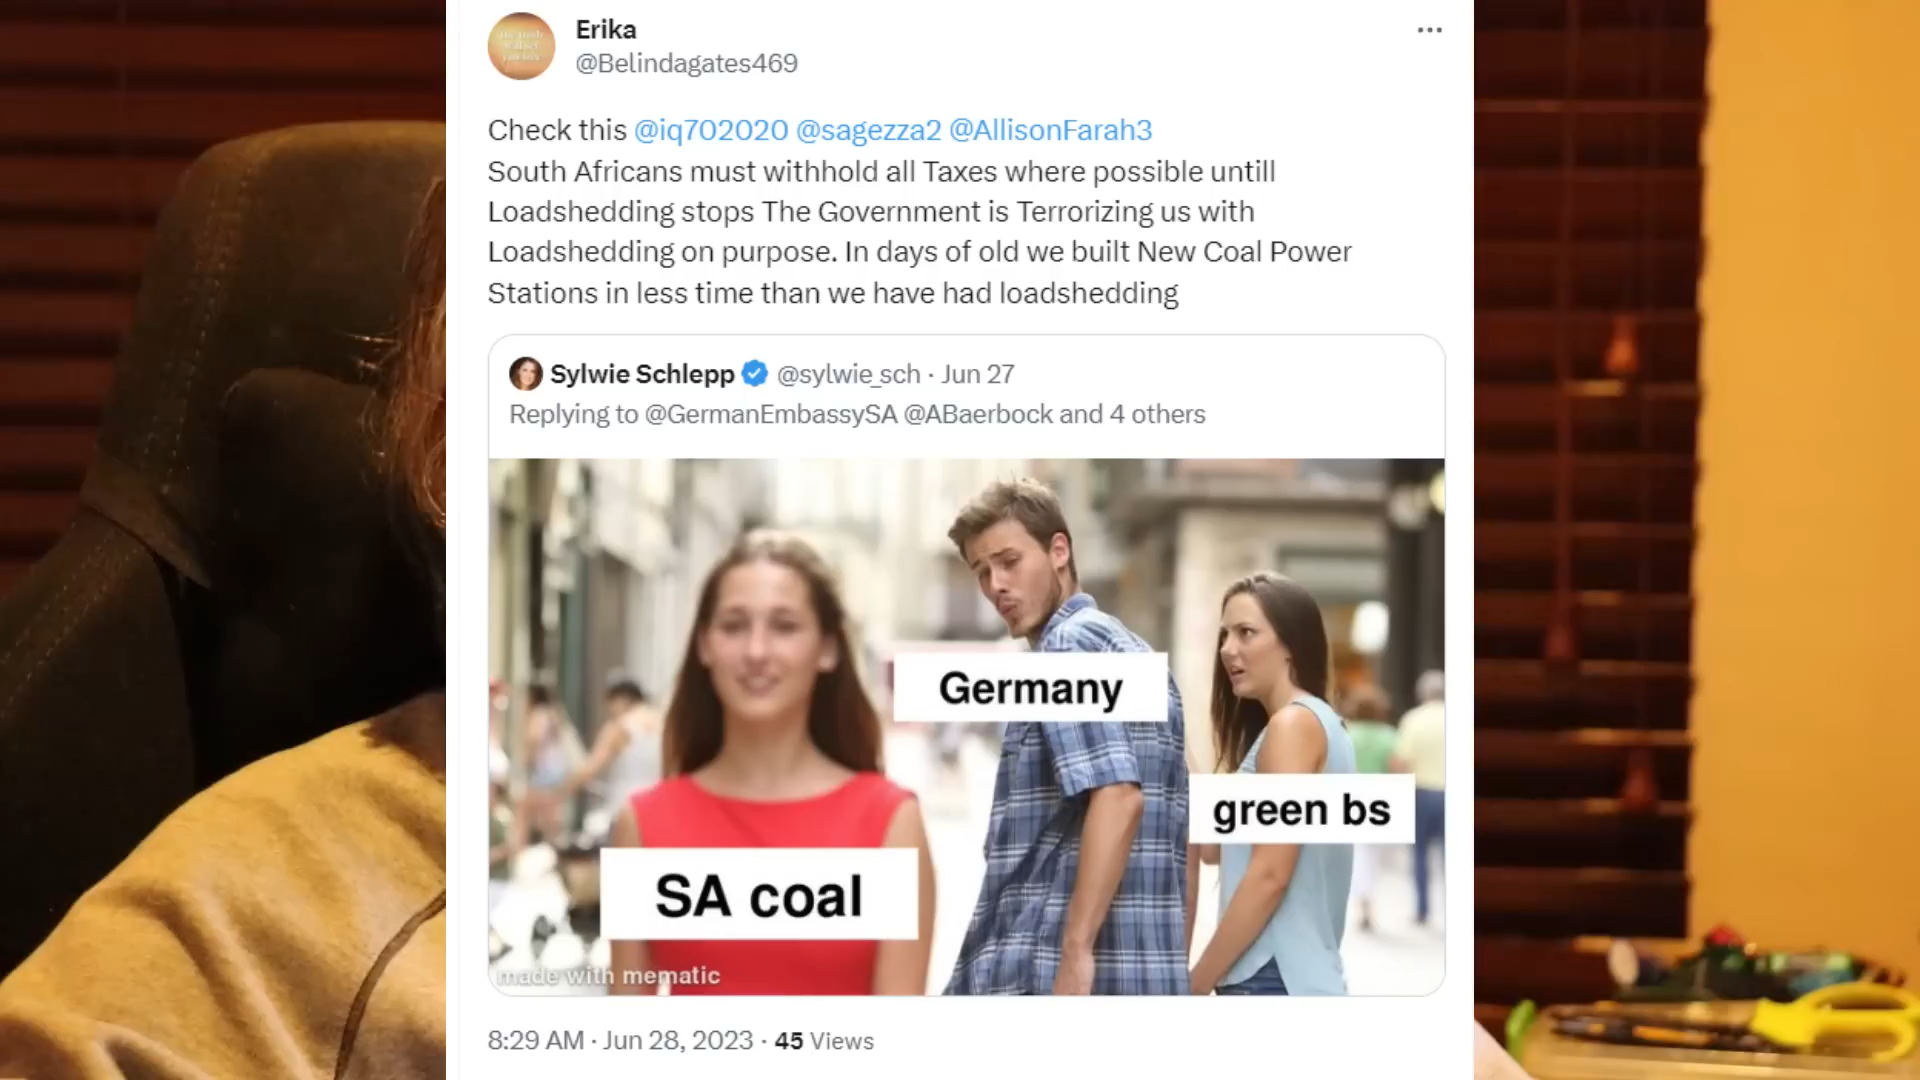 Erika
@Belindagates469
Check this @iq702020 @sagezza2 @AllisonFarah3
South Africans must withhold all Taxes where possible untill
Loadshedding stops The Government is Terrorizing us with
Loadshedding on purpose. In days of old we built New Coal Power
Stations in less time than we have had loadshedding
Sylwie Schlepp @sylwie_sch · Jun 27
Replying to @GermanEmbassySA @ABaerbock and 4 others
Germany
green bs
SA coal
made with mematic
8:29 AM · Jun 28, 2023 · 45 Views